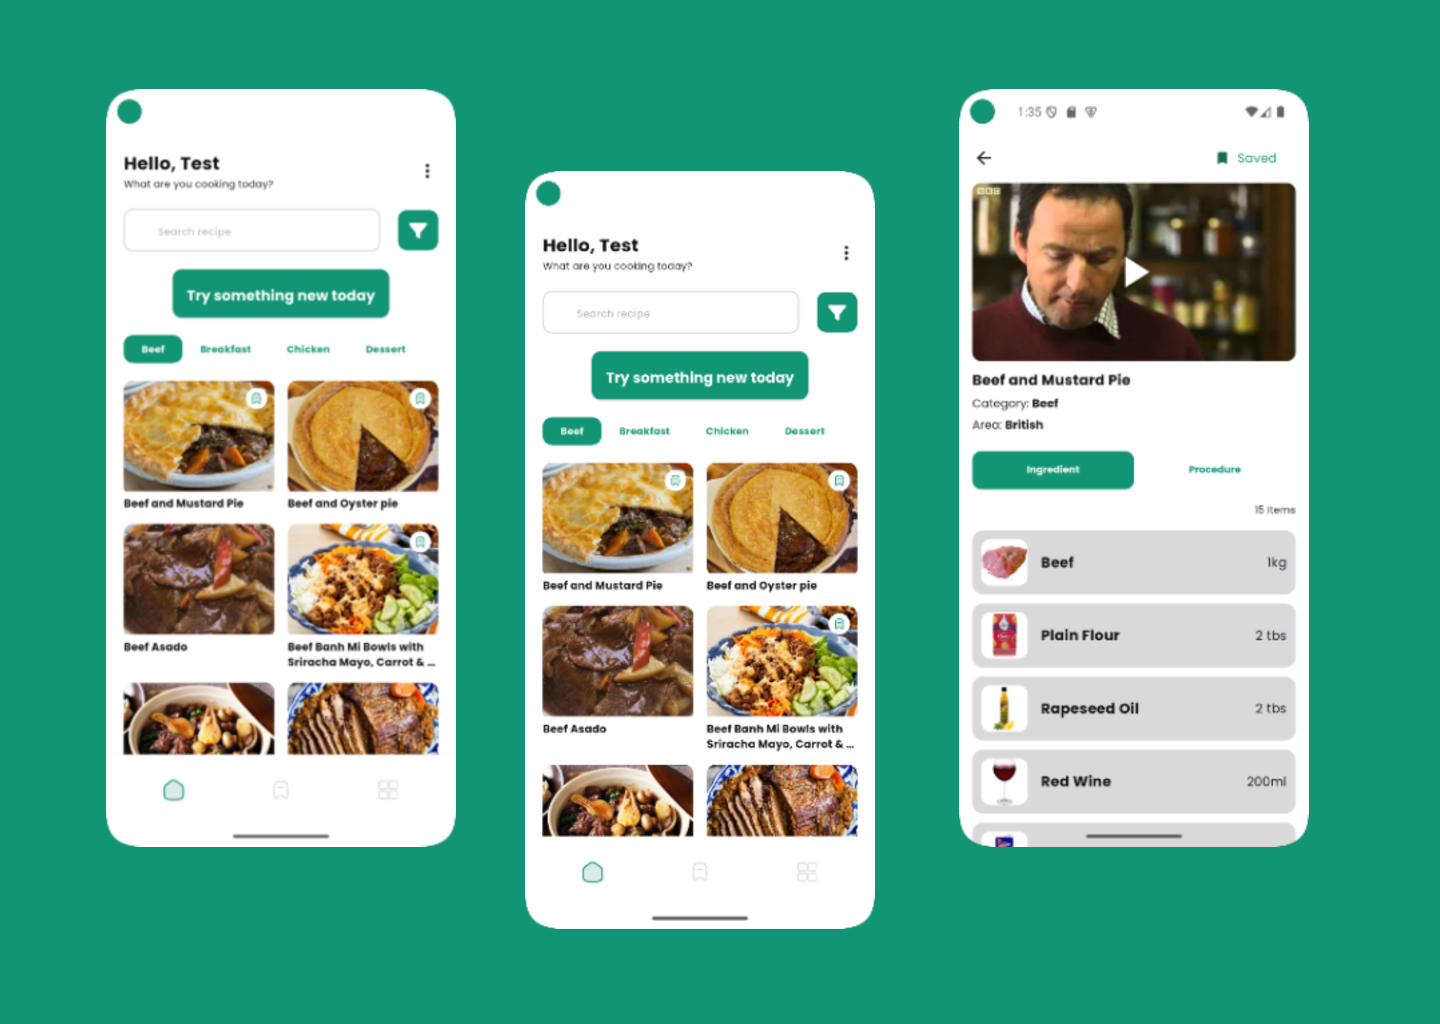 Hello, Test
What are you cooking today?
Search recipe
Try something new today
Beef Breakfast Chicken Dessert
Beef and Mustard Pie Beef and Oyster pie
Beef Asado Beef Banh Mi Bowls with
Sriracha Mayo, Carrot & ...
Hello, Test
What are you cooking today?
Search recipe
Try something new today
Beef Breakfast Chicken Dessert
Beef and Mustard Pie Beef and Oyster pie
Beef Asado Beef Banh Mi Bowls with
Sriracha Mayo, Carrot & ...
1:35
Saved
BBC
Beef and Mustard Pie
Category: Beef
Area: British
Ingredient Procedure
15 Items
Beef 1kg
Plain Flour 2 tbs
Rapeseed Oil 2 tbs
Red Wine 200ml